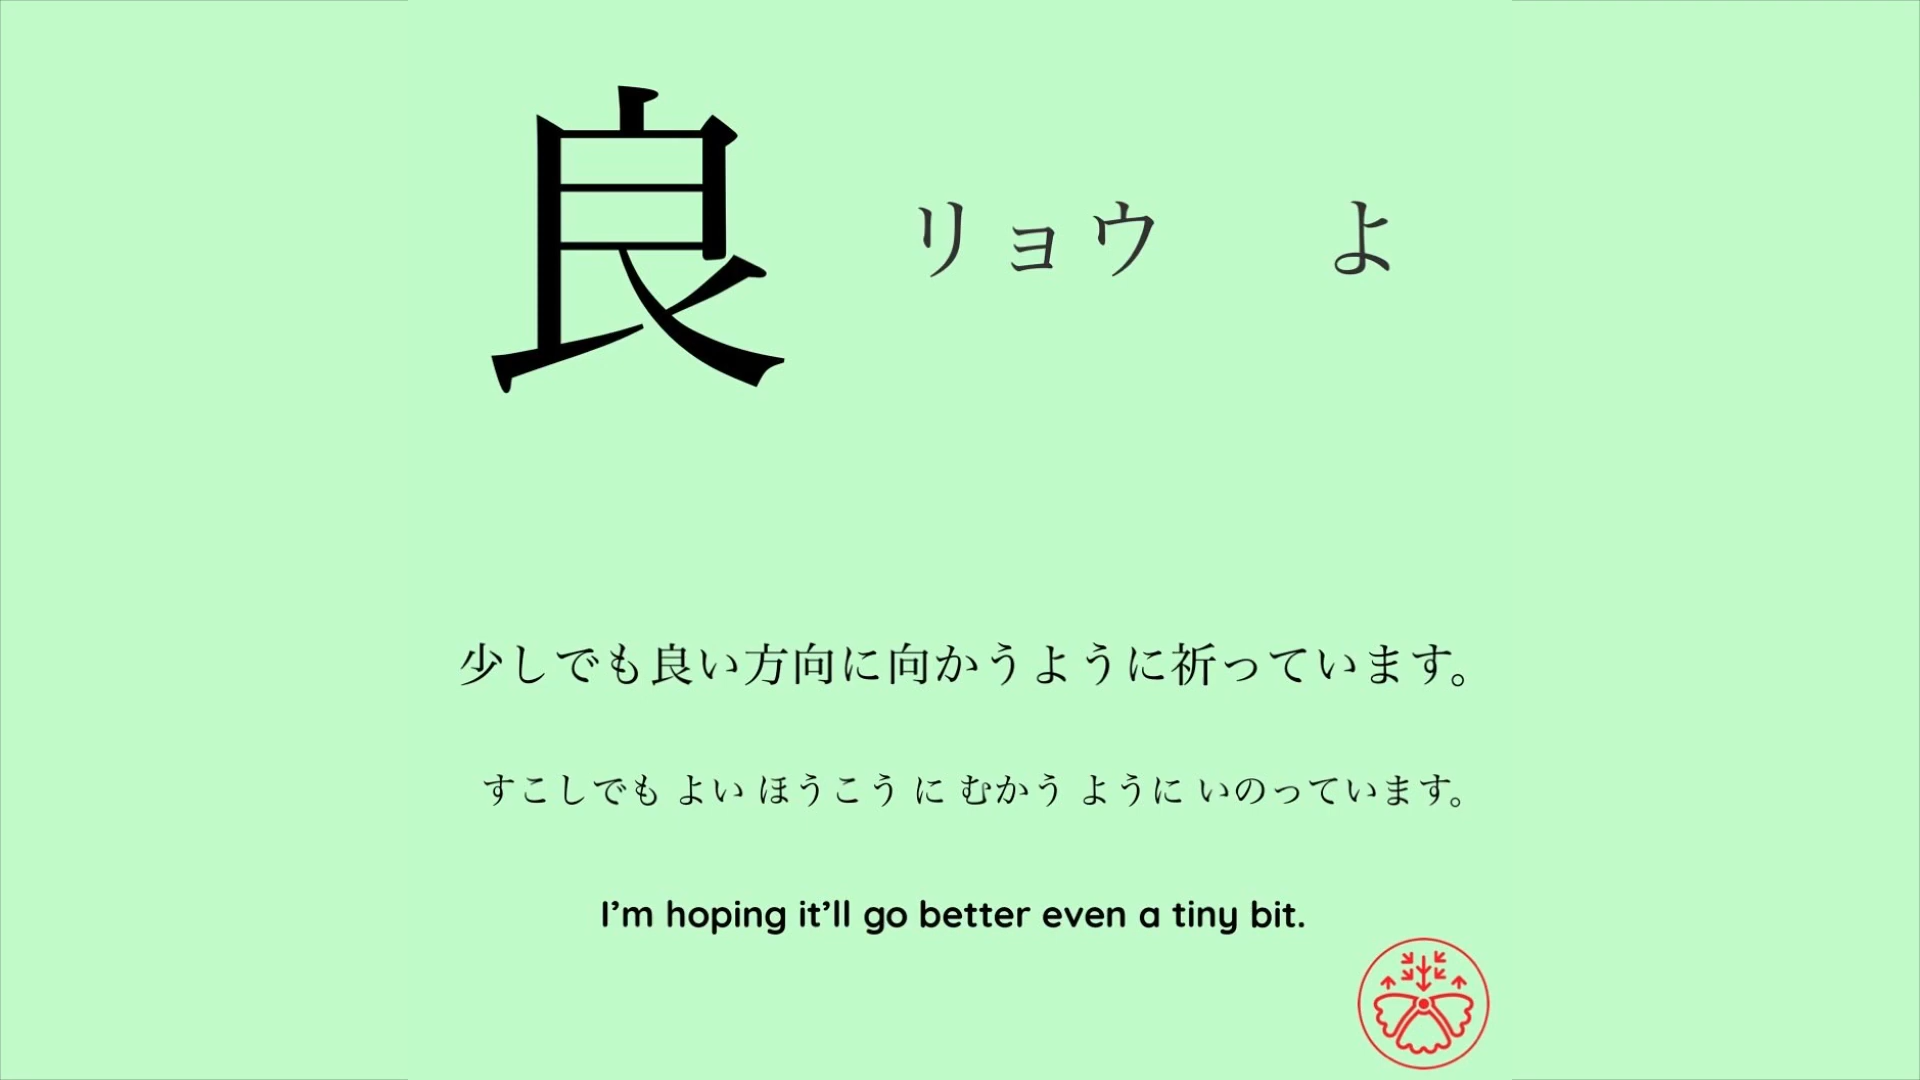 良 リョウ よ
少しでも良い方向に向かうように祈っています。
すこしでも よい ほうこう に むかう ように いのっています。
I’m hoping it’ll go better even a tiny bit.